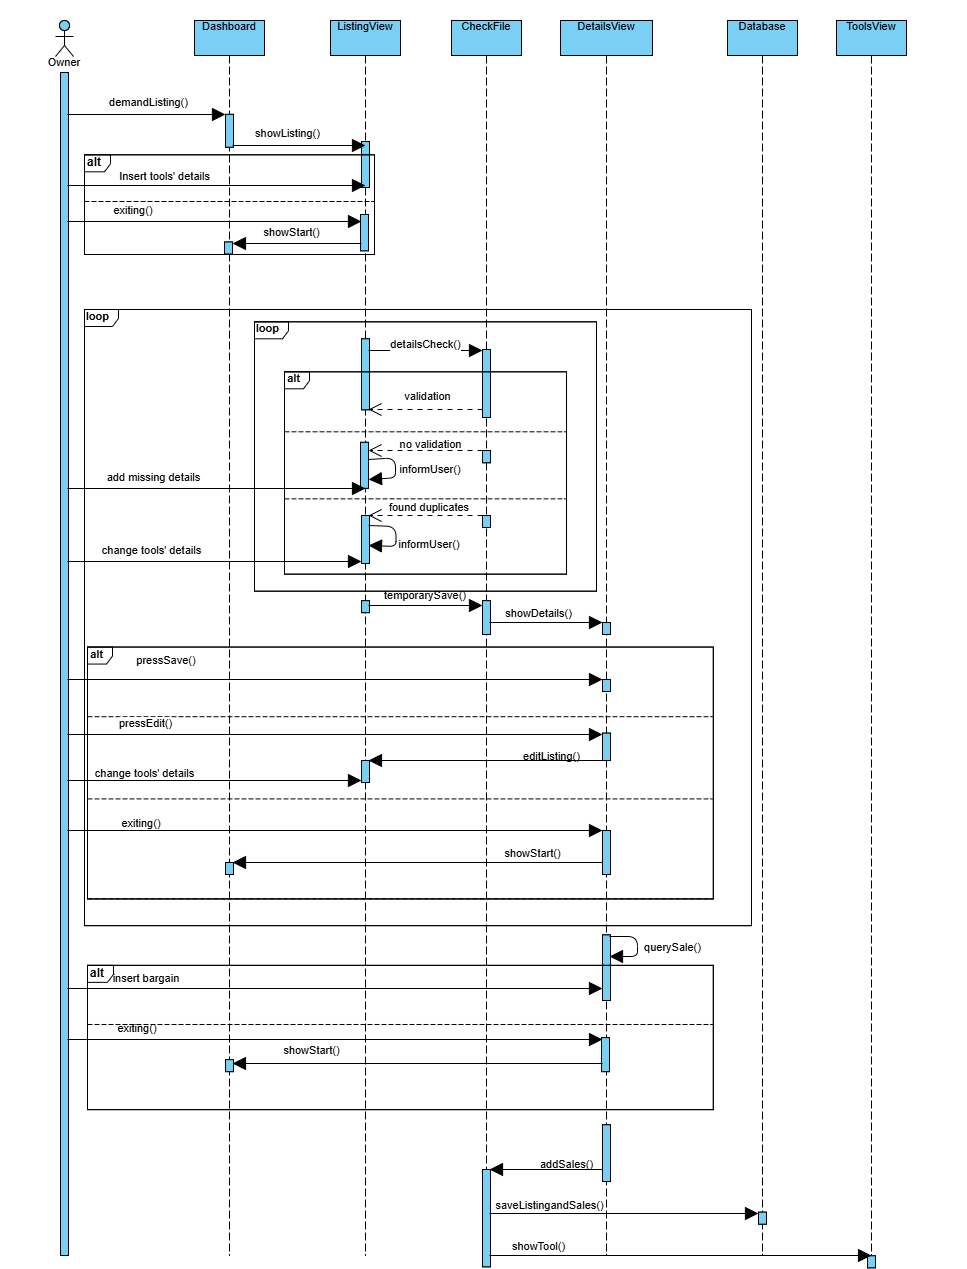 Dashboard ListingView CheckFile DetailsView Database ToolsView
Owner
demandListing()
showListing()
alt
Insert tools' details
exiting()
showStart()
loop
loop
detailsCheck()
alt
validation
no validation
informUser()
add missing details
found duplicates
informUser()
change tools' details
temporarySave()
showDetails()
alt
pressSave()
pressEdit()
editListing()
change tools' details
exiting()
showStart()
querySale()
alt
insert bargain
exiting()
showStart()
addSales()
saveListingandSales()
showTool()